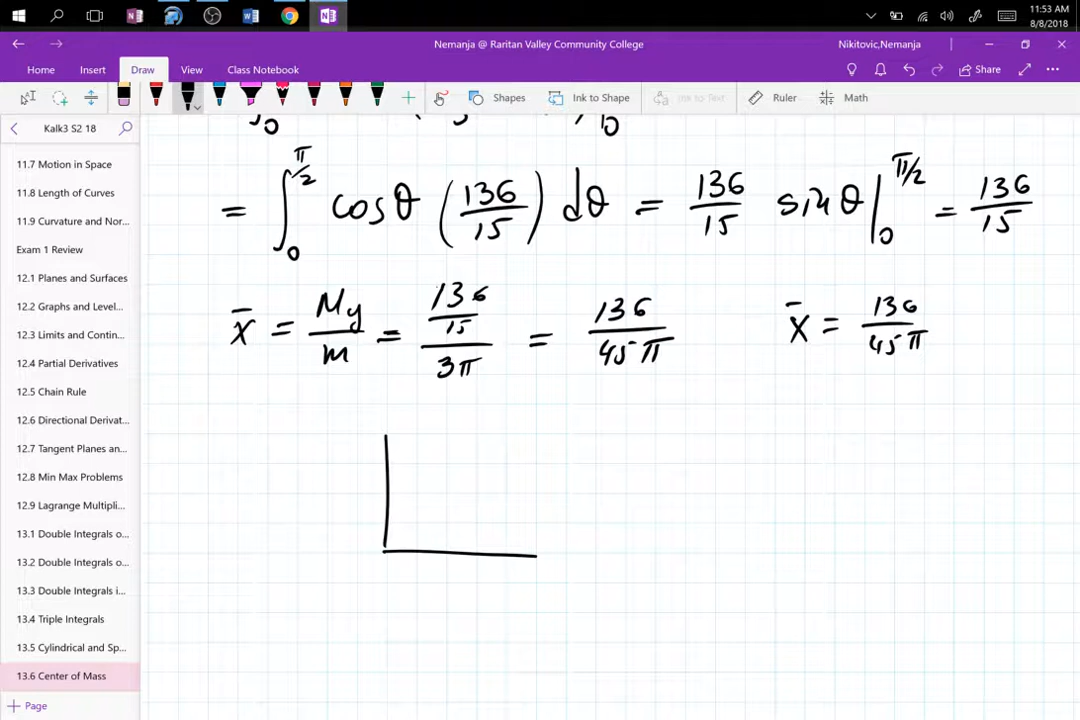 11:53 AM
8/8/2018
Nemanja @ Raritan Valley Community College
Nikitovic,Nemanja
Home Insert Draw View Class Notebook
Share
Shapes Ink to Shape Ink to Text Ruler Math
Kalk3 S2 18
11.7 Motion in Space
11.8 Length of Curves
11.9 Curvature and Nor...
Exam 1 Review
12.1 Planes and Surfaces
12.2 Graphs and Level...
12.3 Limits and Contin...
12.4 Partial Derivatives
12.5 Chain Rule
12.6 Directional Derivat...
12.7 Tangent Planes an...
12.8 Min Max Problems
12.9 Lagrange Multipli...
13.1 Double Integrals o...
13.2 Double Integrals o...
13.3 Double Integrals i...
13.4 Triple Integrals
13.5 Cylindrical and Sp...
13.6 Center of Mass
+ Page
= ∫₀^{π/2} cosθ (136/15) dθ = 136/15 sinθ |₀^{π/2} = 136/15
x̄ = My/m = (136/15)/(3π) = 136/(45π) x̄ = 136/(45π)